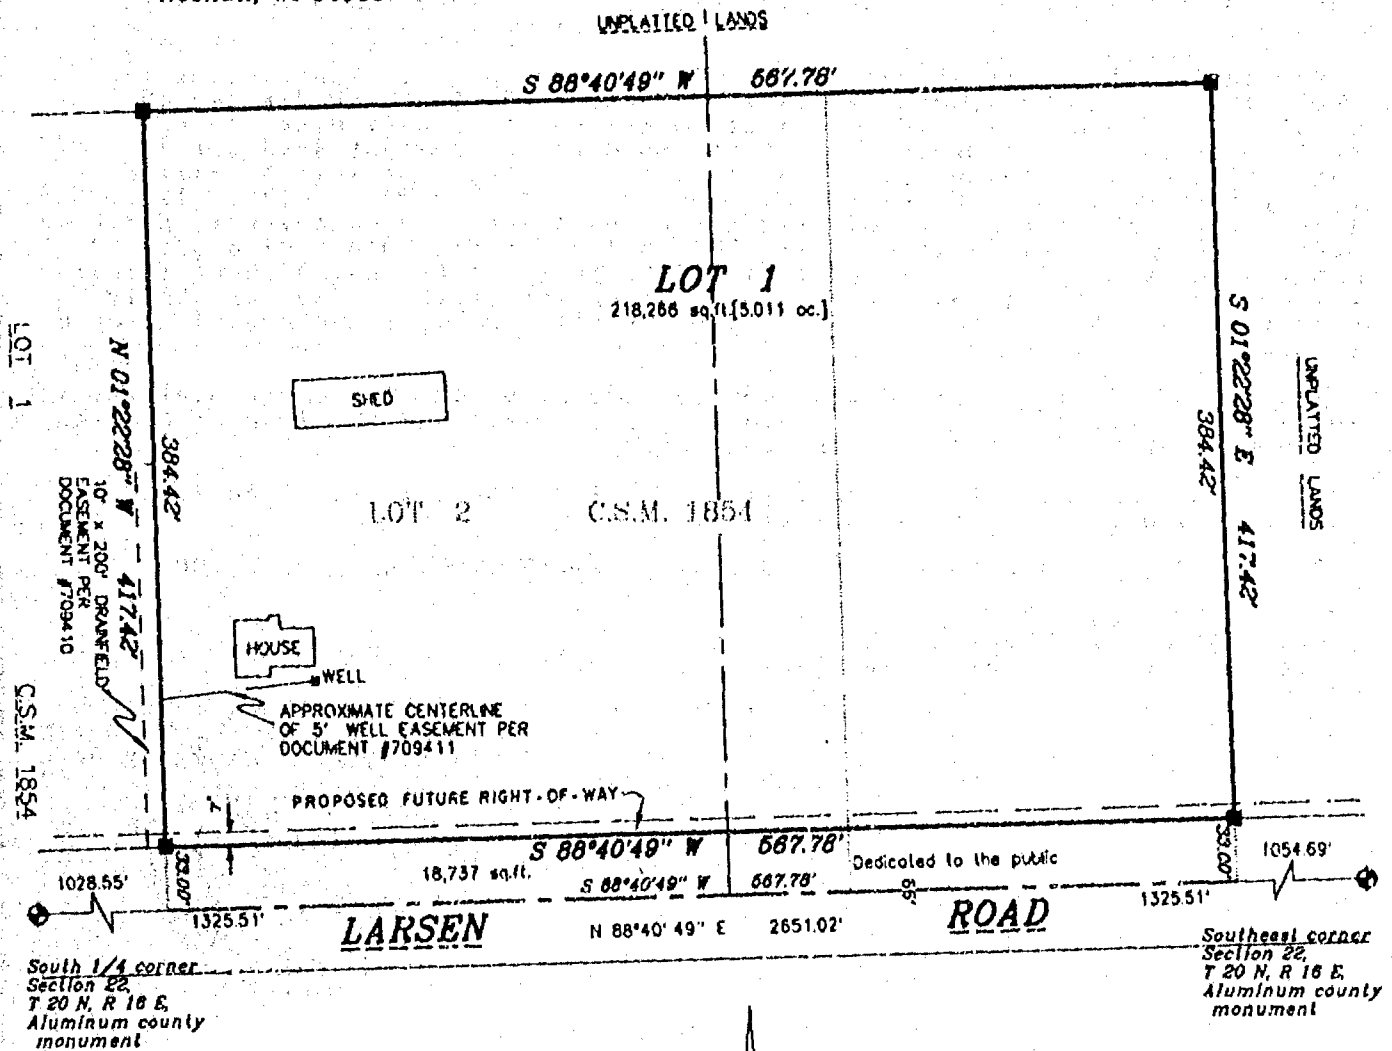 UNPLATTED LANDS
S 88°40'49" W 567.78'
LOT 1
218,266 sq.ft.[5.011 ac.]
SHED
LOT 2 C.S.M. 1854
N 01°22'28" W 417.42'
384.42'
10' x 200' DRAINFIELD
EASEMENT PER
DOCUMENT #709410
LOT 1
C.S.M. 1854
S 01°22'28" E 417.42'
384.42'
UNPLATTED LANDS
HOUSE
WELL
APPROXIMATE CENTERLINE
OF 5' WELL EASEMENT PER
DOCUMENT #709411
PROPOSED FUTURE RIGHT-OF-WAY
S 88°40'49" W 567.78'
33.00'
18,737 sq.ft.
Dedicated to the public
33.00'
1028.55'
S 88°40'49" W 567.78'
66'
1054.69'
1325.51'
1325.51'
LARSEN ROAD
N 88°40'49" E 2651.02'
South 1/4 corner
Section 22,
T 20 N, R 16 E,
Aluminum county
monument
Southeast corner
Section 22,
T 20 N, R 16 E,
Aluminum county
monument